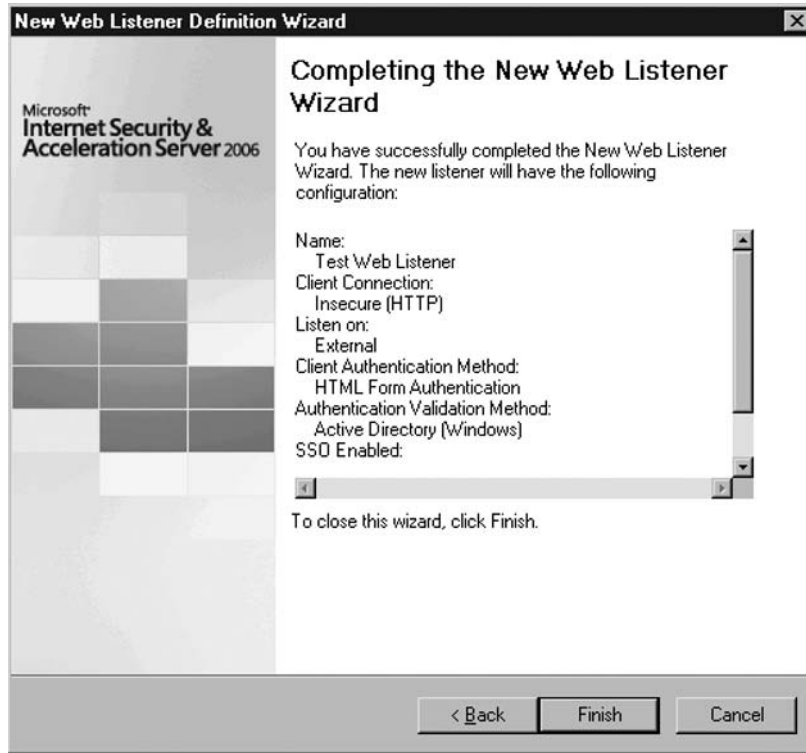 New Web Listener Definition Wizard
Microsoft
Internet Security &
Acceleration Server 2006
Completing the New Web Listener
Wizard
You have successfully completed the New Web Listener
Wizard. The new listener will have the following
configuration:
Name:
Test Web Listener
Client Connection:
Insecure (HTTP)
Listen on:
External
Client Authentication Method:
HTML Form Authentication
Authentication Validation Method:
Active Directory (Windows)
SSO Enabled:
To close this wizard, click Finish.
< Back
Finish
Cancel